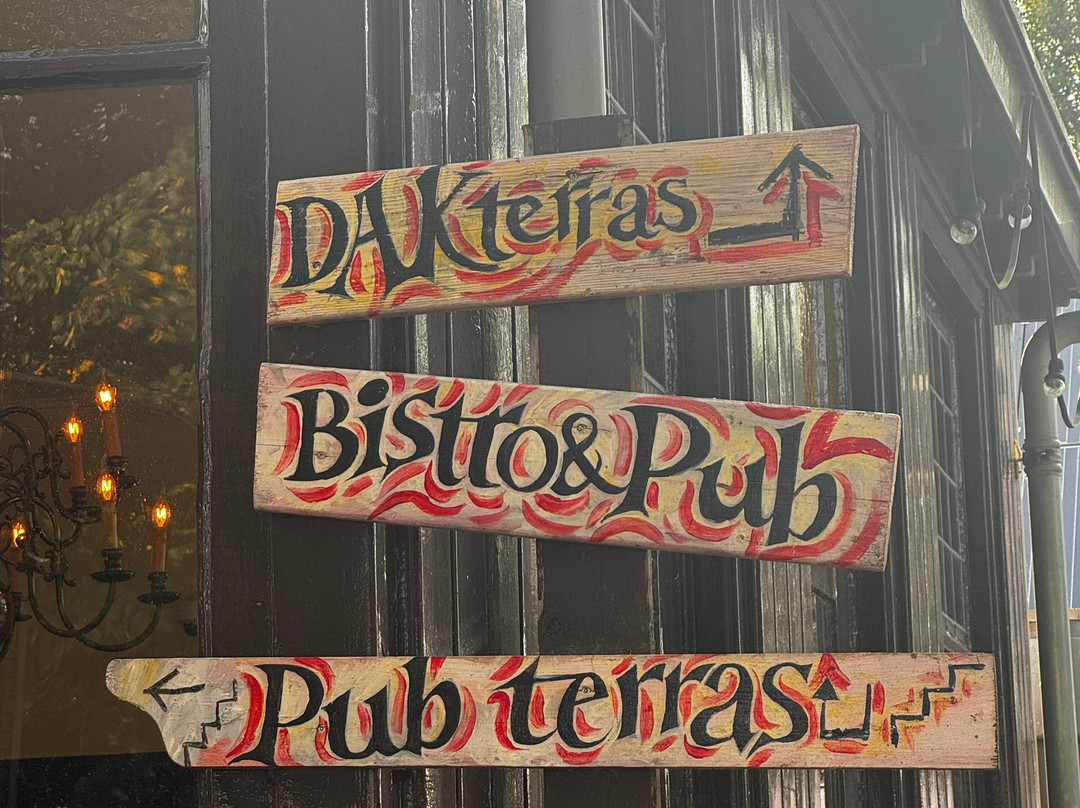 DAKterras
Bistro & Pub
Pub terras